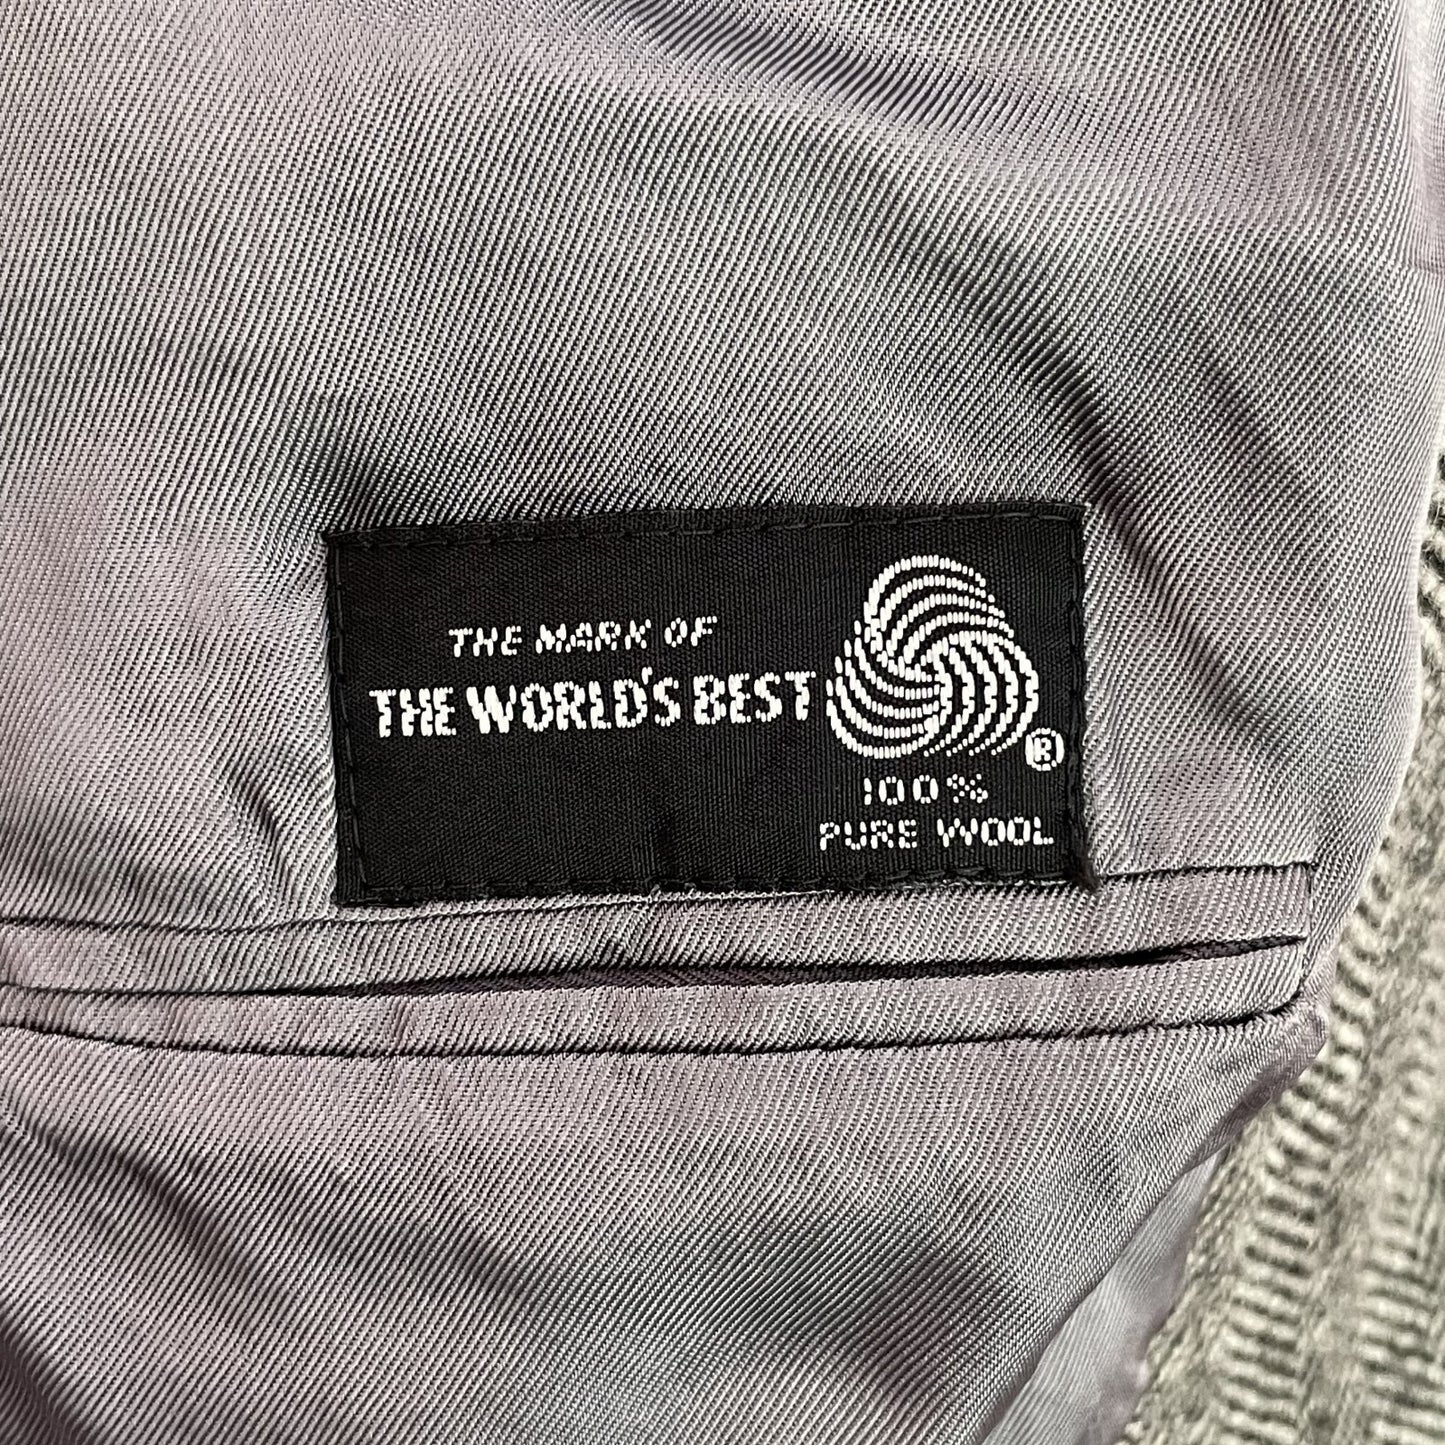 THE MARK OF
THE WORLD'S BEST
®
100%
PURE WOOL